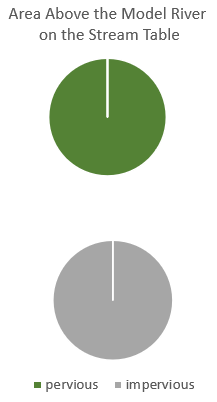 Area Above the Model River
on the Stream Table
pervious impervious